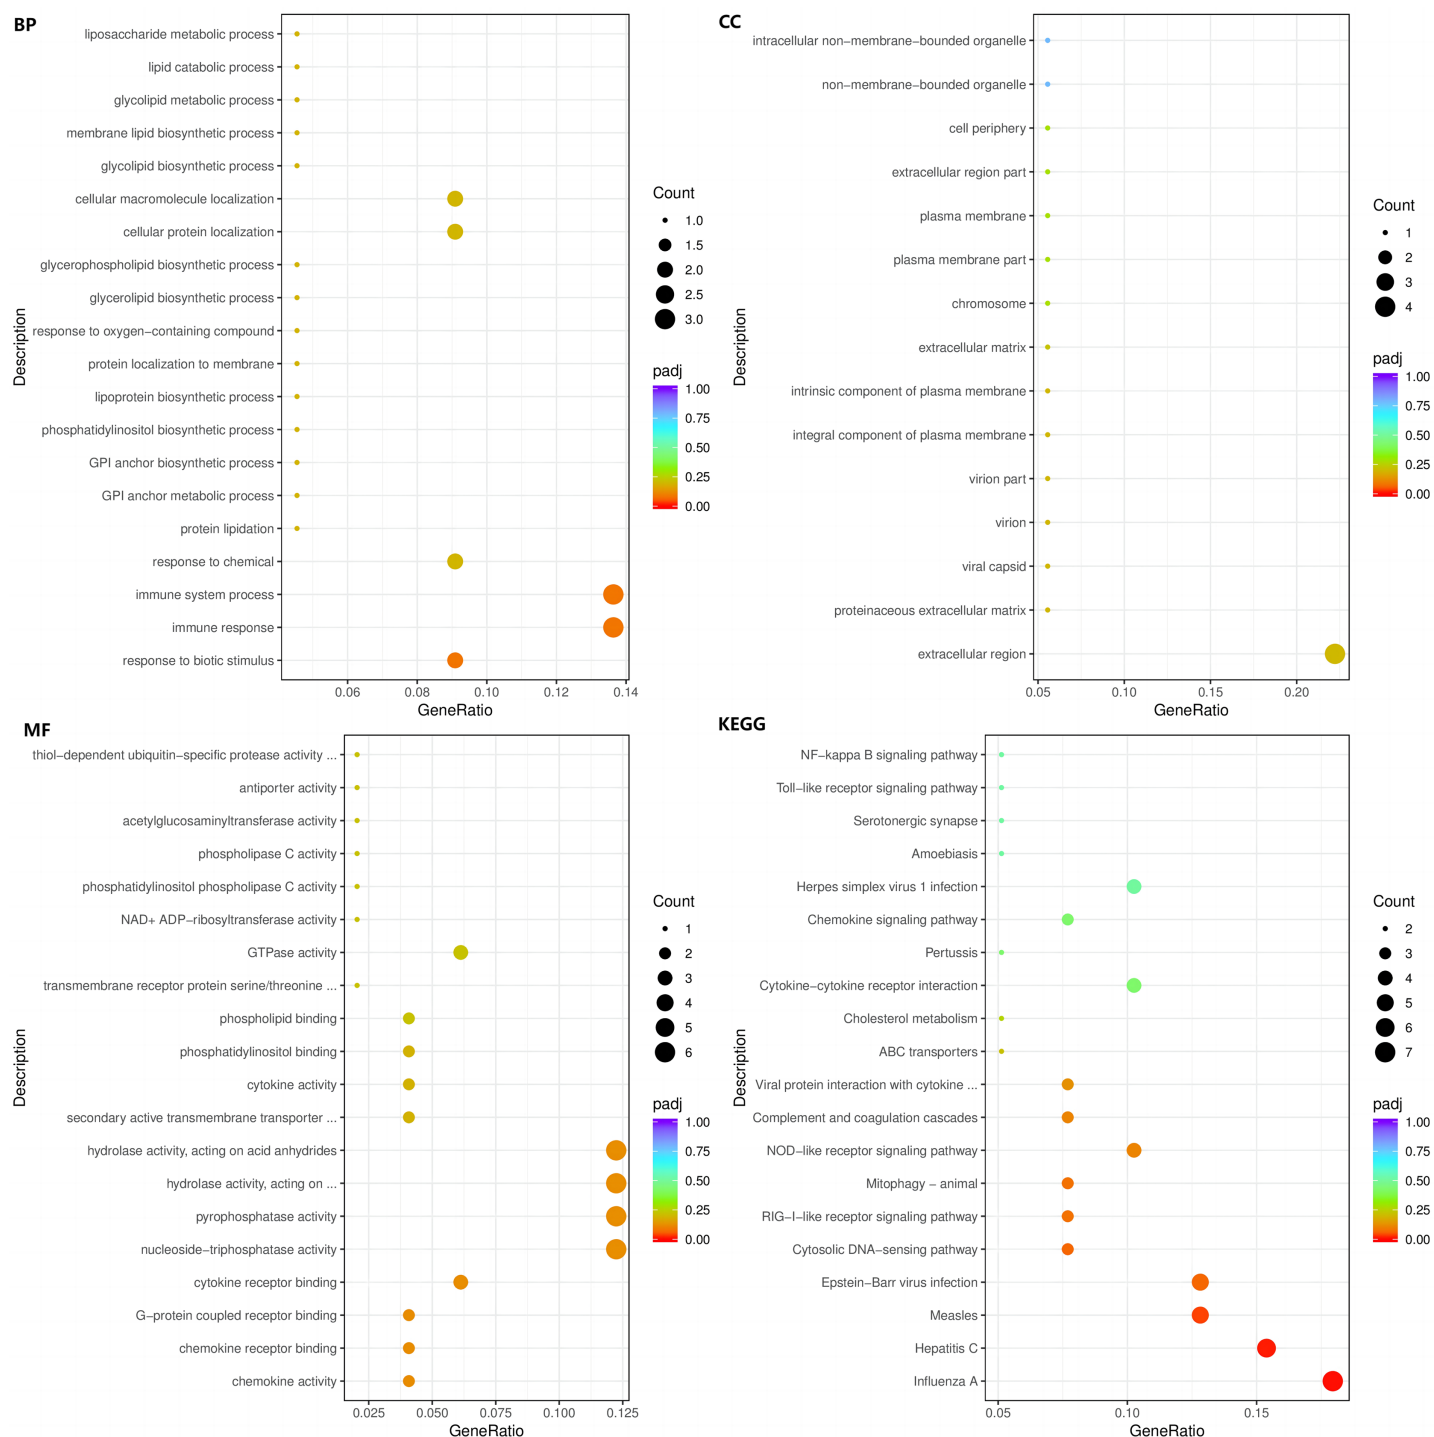 BP
liposaccharide metabolic process
lipid catabolic process
glycolipid metabolic process
membrane lipid biosynthetic process
glycolipid biosynthetic process
cellular macromolecule localization
cellular protein localization
glycerophospholipid biosynthetic process
glycerolipid biosynthetic process
response to oxygen−containing compound
protein localization to membrane
lipoprotein biosynthetic process
phosphatidylinositol biosynthetic process
GPI anchor biosynthetic process
GPI anchor metabolic process
protein lipidation
response to chemical
immune system process
immune response
response to biotic stimulus
Description
0.06 0.08 0.10 0.12 0.14
GeneRatio
Count
1.0
1.5
2.0
2.5
3.0
padj
1.00
0.75
0.50
0.25
0.00
CC
intracellular non−membrane−bounded organelle
non−membrane−bounded organelle
cell periphery
extracellular region part
plasma membrane
plasma membrane part
chromosome
extracellular matrix
intrinsic component of plasma membrane
integral component of plasma membrane
virion part
virion
viral capsid
proteinaceous extracellular matrix
extracellular region
Description
0.05 0.10 0.15 0.20
GeneRatio
Count
1
2
3
4
padj
1.00
0.75
0.50
0.25
0.00
MF
thiol−dependent ubiquitin−specific protease activity ...
antiporter activity
acetylglucosaminyltransferase activity
phospholipase C activity
phosphatidylinositol phospholipase C activity
NAD+ ADP−ribosyltransferase activity
GTPase activity
transmembrane receptor protein serine/threonine ...
phospholipid binding
phosphatidylinositol binding
cytokine activity
secondary active transmembrane transporter ...
hydrolase activity, acting on acid anhydrides
hydrolase activity, acting on ...
pyrophosphatase activity
nucleoside−triphosphatase activity
cytokine receptor binding
G−protein coupled receptor binding
chemokine receptor binding
chemokine activity
Description
0.025 0.050 0.075 0.100 0.125
GeneRatio
Count
1
2
3
4
5
6
padj
1.00
0.75
0.50
0.25
0.00
KEGG
NF−kappa B signaling pathway
Toll−like receptor signaling pathway
Serotonergic synapse
Amoebiasis
Herpes simplex virus 1 infection
Chemokine signaling pathway
Pertussis
Cytokine−cytokine receptor interaction
Cholesterol metabolism
ABC transporters
Viral protein interaction with cytokine ...
Complement and coagulation cascades
NOD−like receptor signaling pathway
Mitophagy − animal
RIG−I−like receptor signaling pathway
Cytosolic DNA−sensing pathway
Epstein−Barr virus infection
Measles
Hepatitis C
Influenza A
Description
0.05 0.10 0.15
GeneRatio
Count
2
3
4
5
6
7
padj
1.00
0.75
0.50
0.25
0.00